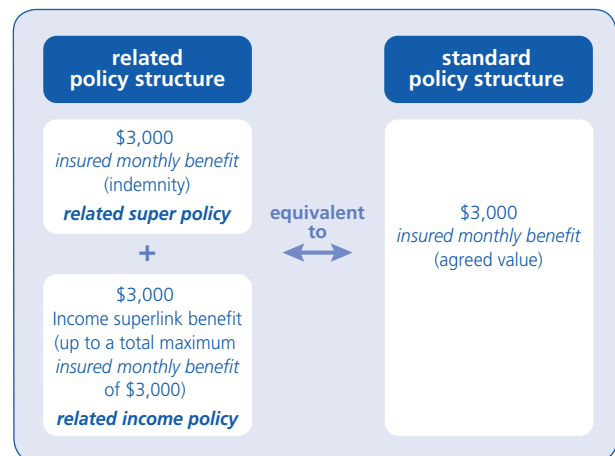 related
policy structure
$3,000
insured monthly benefit
(indemnity)
related super policy
+
$3,000
Income superlink benefit
(up to a total maximum
insured monthly benefit
of $3,000)
related income policy
equivalent
to
standard
policy structure
$3,000
insured monthly benefit
(agreed value)